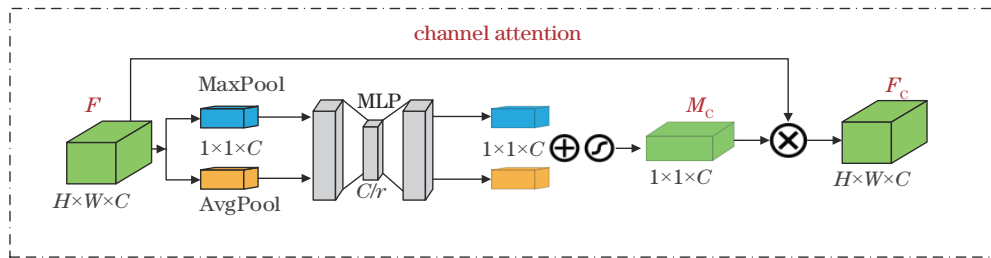 channel attention
F
MaxPool
MLP
M_C
F_C
1×1×C
1×1×C
1×1×C
H×W×C
AvgPool
C/r
H×W×C